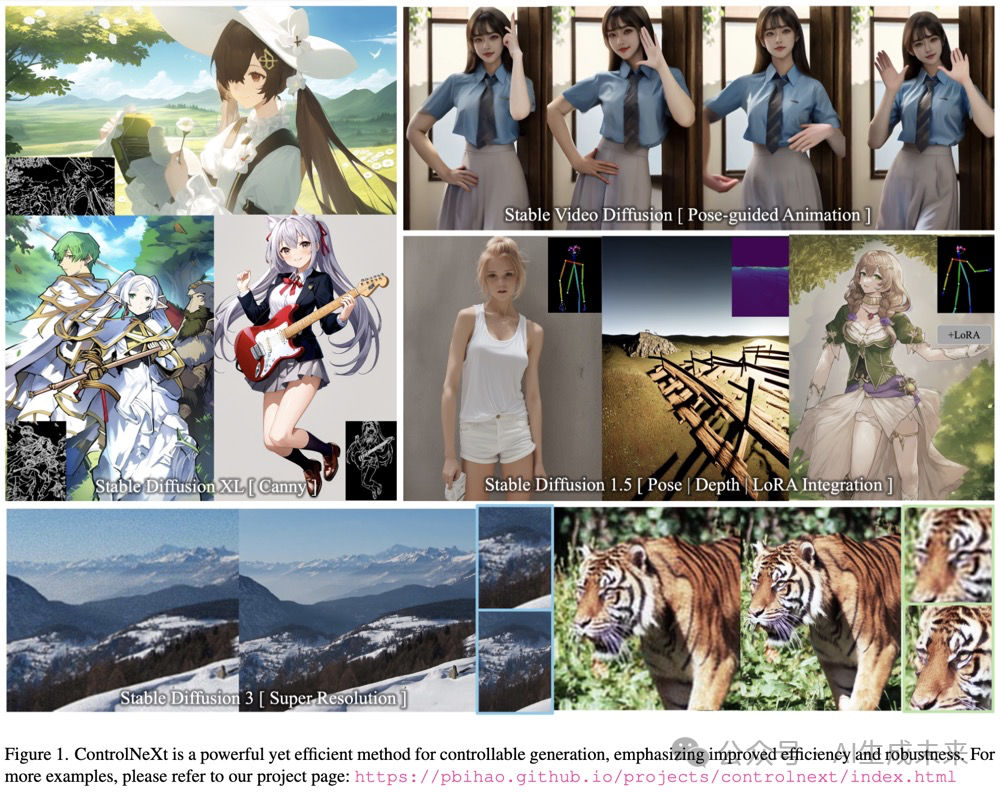 Stable Video Diffusion [ Pose-guided Animation ]
+LoRA
Stable Diffusion XL [ Canny ]
Stable Diffusion 1.5 [ Pose | Depth | LoRA Integration ]
Stable Diffusion 3 [ Super-Resolution ]
Figure 1. ControlNeXt is a powerful yet efficient method for controllable generation, emphasizing improved efficiency and robustness. For
more examples, please refer to our project page: https://pbihao.github.io/projects/controlnext/index.html
公众号 · AI生成未来